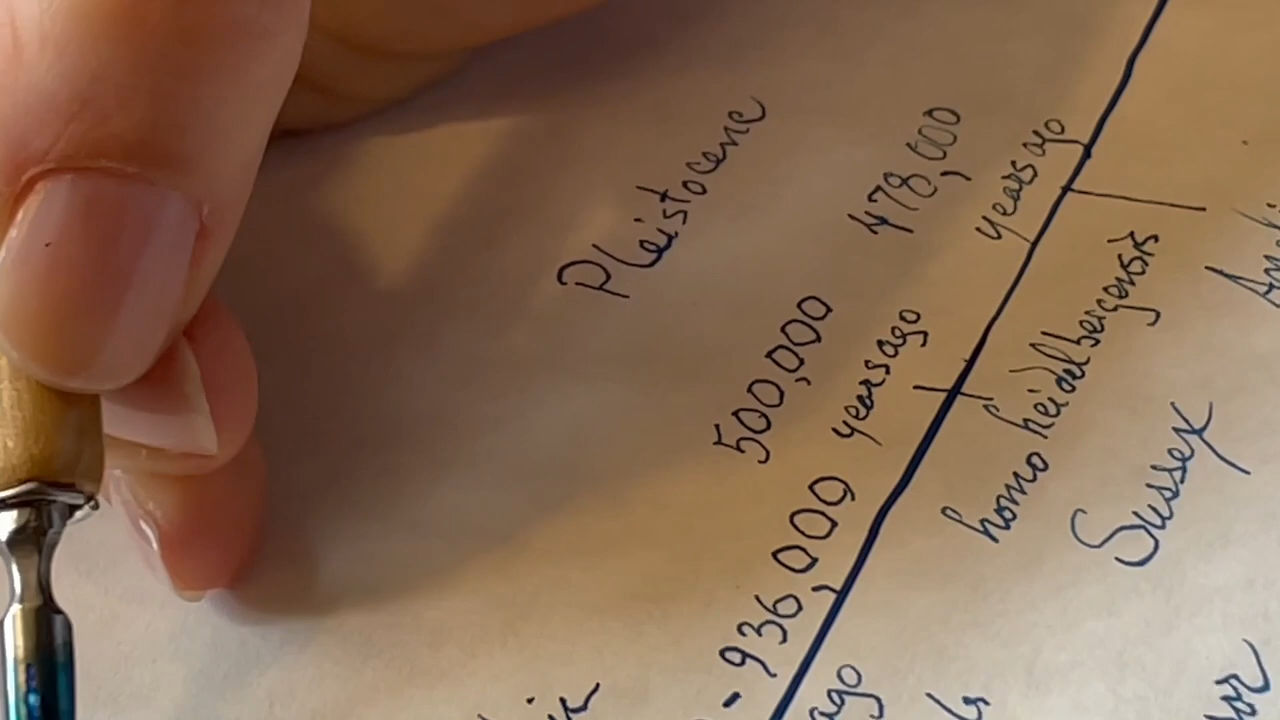 Pleistocene
500,000
years ago
478,000
years ago
- 936,000
ago
homo heidelbergensis
Sussex